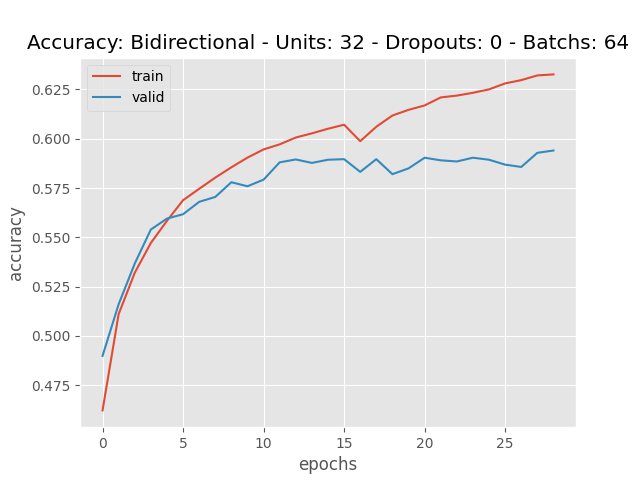 Accuracy: Bidirectional - Units: 32 - Dropouts: 0 - Batchs: 64
train
valid
0.625
0.600
0.575
0.550
0.525
0.500
0.475
accuracy
0 5 10 15 20 25
epochs